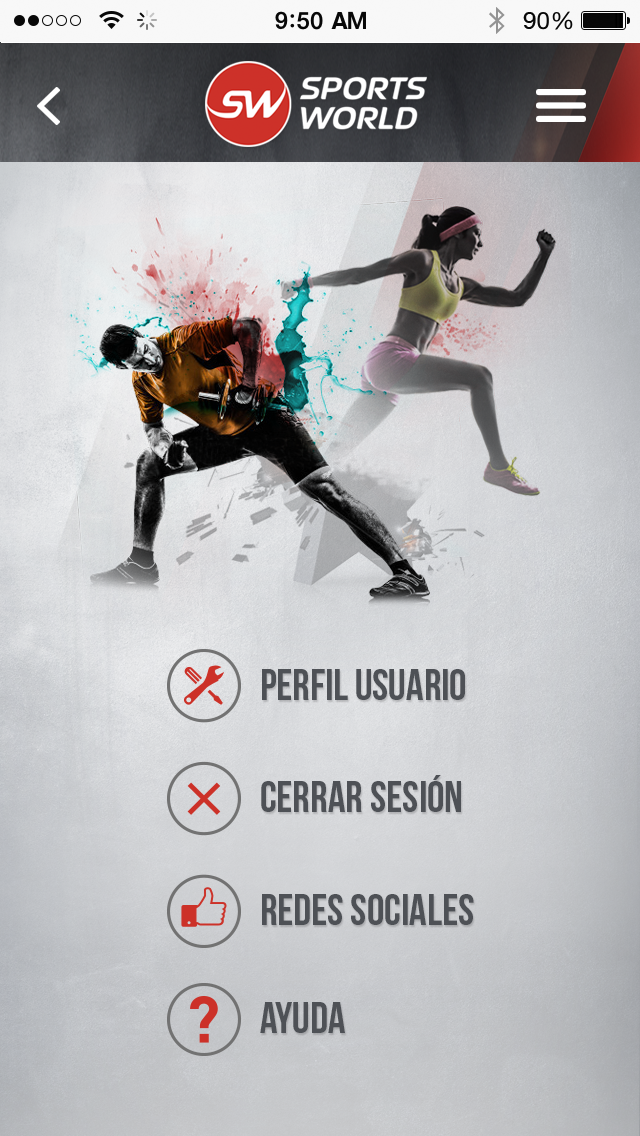 9:50 AM
90%
SW
SPORTS
WORLD
PERFIL USUARIO
CERRAR SESIÓN
REDES SOCIALES
AYUDA